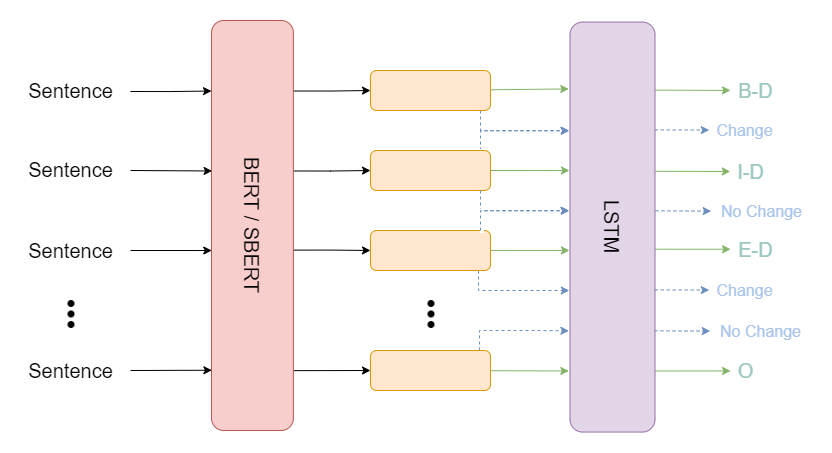 Sentence
B-D
Change
Sentence
I-D
No Change
BERT / SBERT
LSTM
Sentence
E-D
Change
No Change
Sentence
O